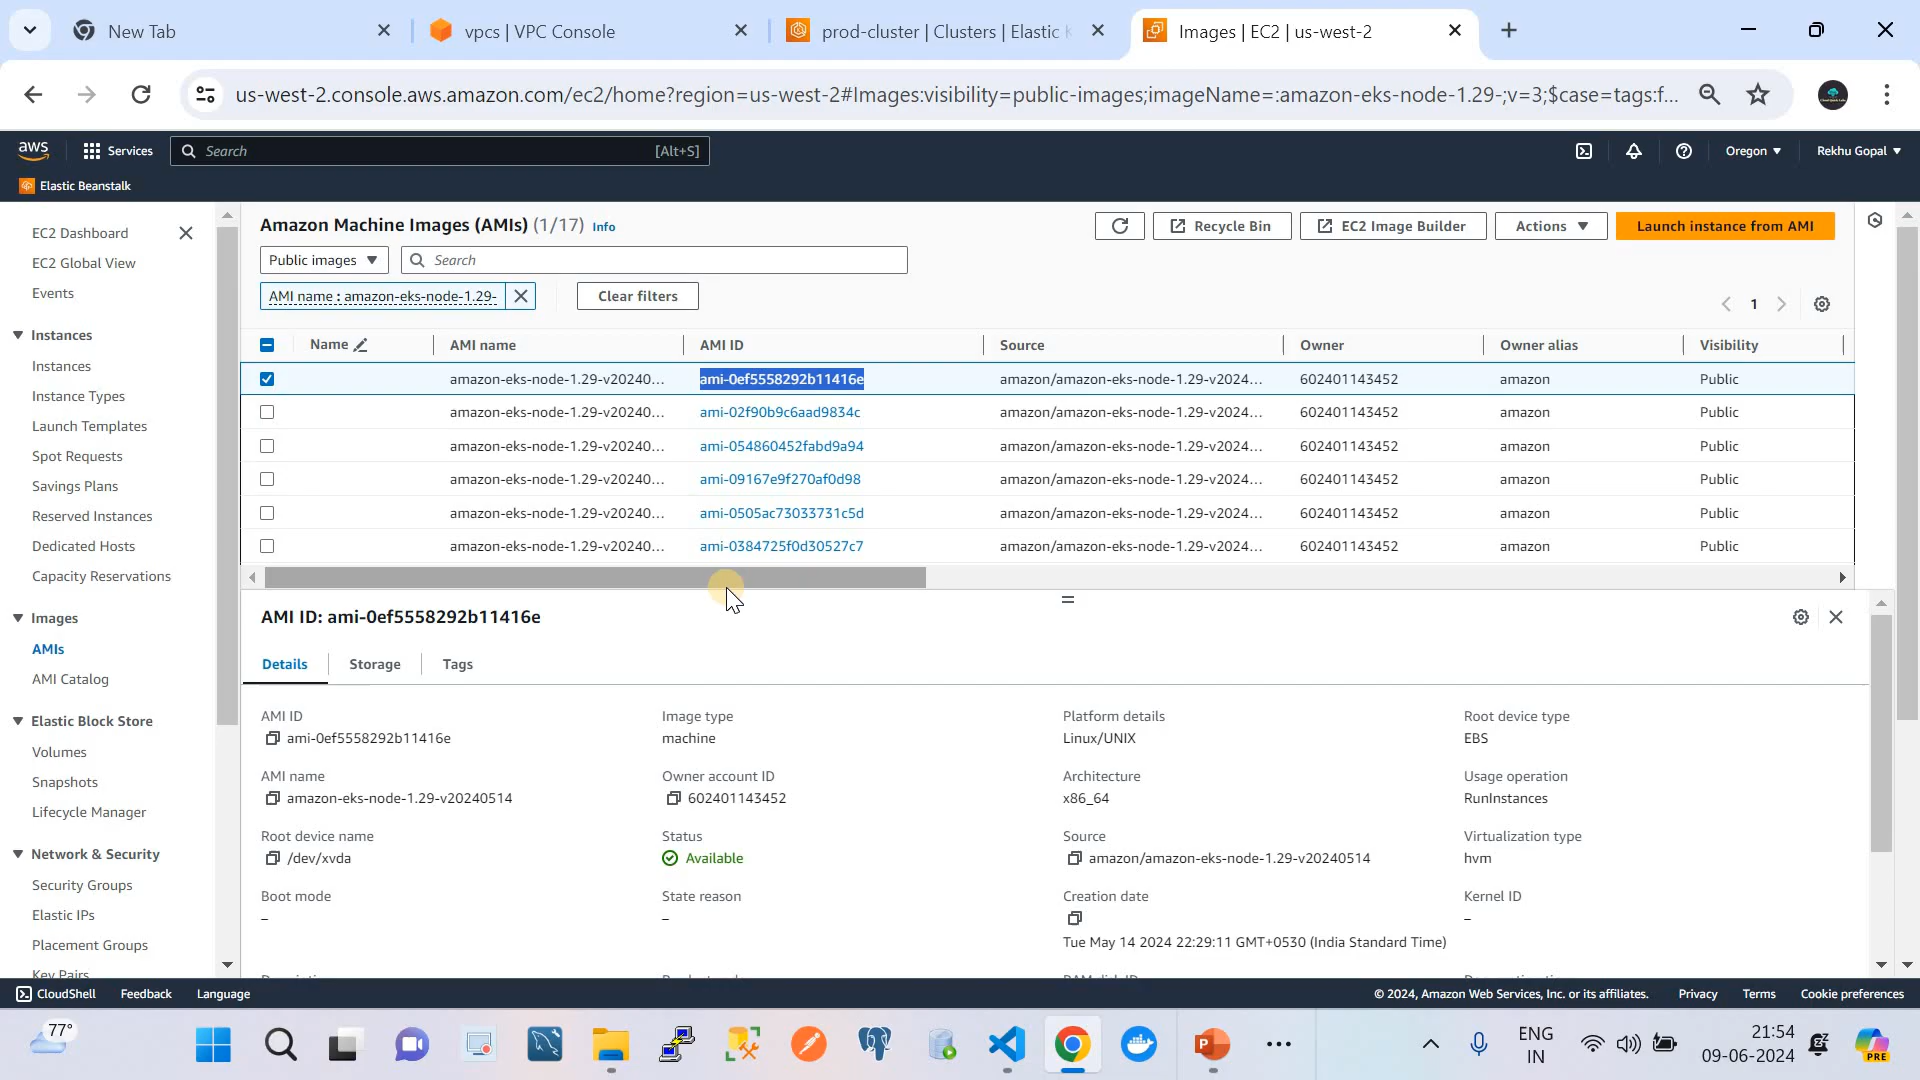 New Tab
vpcs | VPC Console
prod-cluster | Clusters | Elastic K
Images | EC2 | us-west-2
us-west-2.console.aws.amazon.com/ec2/home?region=us-west-2#Images:visibility=public-images;imageName=:amazon-eks-node-1.29-;v=3;$case=tags:f...
aws
Services
Search
[Alt+S]
Oregon
Rekhu Gopal
Elastic Beanstalk
EC2 Dashboard
EC2 Global View
Events
Instances
Instances
Instance Types
Launch Templates
Spot Requests
Savings Plans
Reserved Instances
Dedicated Hosts
Capacity Reservations
Images
AMIs
AMI Catalog
Elastic Block Store
Volumes
Snapshots
Lifecycle Manager
Network & Security
Security Groups
Elastic IPs
Placement Groups
Key Pairs
Amazon Machine Images (AMIs) (1/17) Info
Recycle Bin
EC2 Image Builder
Actions
Launch instance from AMI
Public images
Search
AMI name : amazon-eks-node-1.29-
Clear filters
1
Name AMI name AMI ID Source Owner Owner alias Visibility
amazon-eks-node-1.29-v20240... ami-0ef5558292b11416e amazon/amazon-eks-node-1.29-v2024... 602401143452 amazon Public
amazon-eks-node-1.29-v20240... ami-02f90b9c6aad9834c amazon/amazon-eks-node-1.29-v2024... 602401143452 amazon Public
amazon-eks-node-1.29-v20240... ami-054860452fabd9a94 amazon/amazon-eks-node-1.29-v2024... 602401143452 amazon Public
amazon-eks-node-1.29-v20240... ami-09167e9f270af0d98 amazon/amazon-eks-node-1.29-v2024... 602401143452 amazon Public
amazon-eks-node-1.29-v20240... ami-0505ac73033731c5d amazon/amazon-eks-node-1.29-v2024... 602401143452 amazon Public
amazon-eks-node-1.29-v20240... ami-0384725f0d30527c7 amazon/amazon-eks-node-1.29-v2024... 602401143452 amazon Public
AMI ID: ami-0ef5558292b11416e
Details Storage Tags
AMI ID Image type Platform details Root device type
ami-0ef5558292b11416e machine Linux/UNIX EBS
AMI name Owner account ID Architecture Usage operation
amazon-eks-node-1.29-v20240514 602401143452 x86_64 RunInstances
Root device name Status Source Virtualization type
/dev/xvda Available amazon/amazon-eks-node-1.29-v20240514 hvm
Boot mode State reason Creation date Kernel ID
– – –
Tue May 14 2024 22:29:11 GMT+0530 (India Standard Time)
CloudShell Feedback Language
© 2024, Amazon Web Services, Inc. or its affiliates. Privacy Terms Cookie preferences
77°
ENG
IN
21:54
09-06-2024
PRE